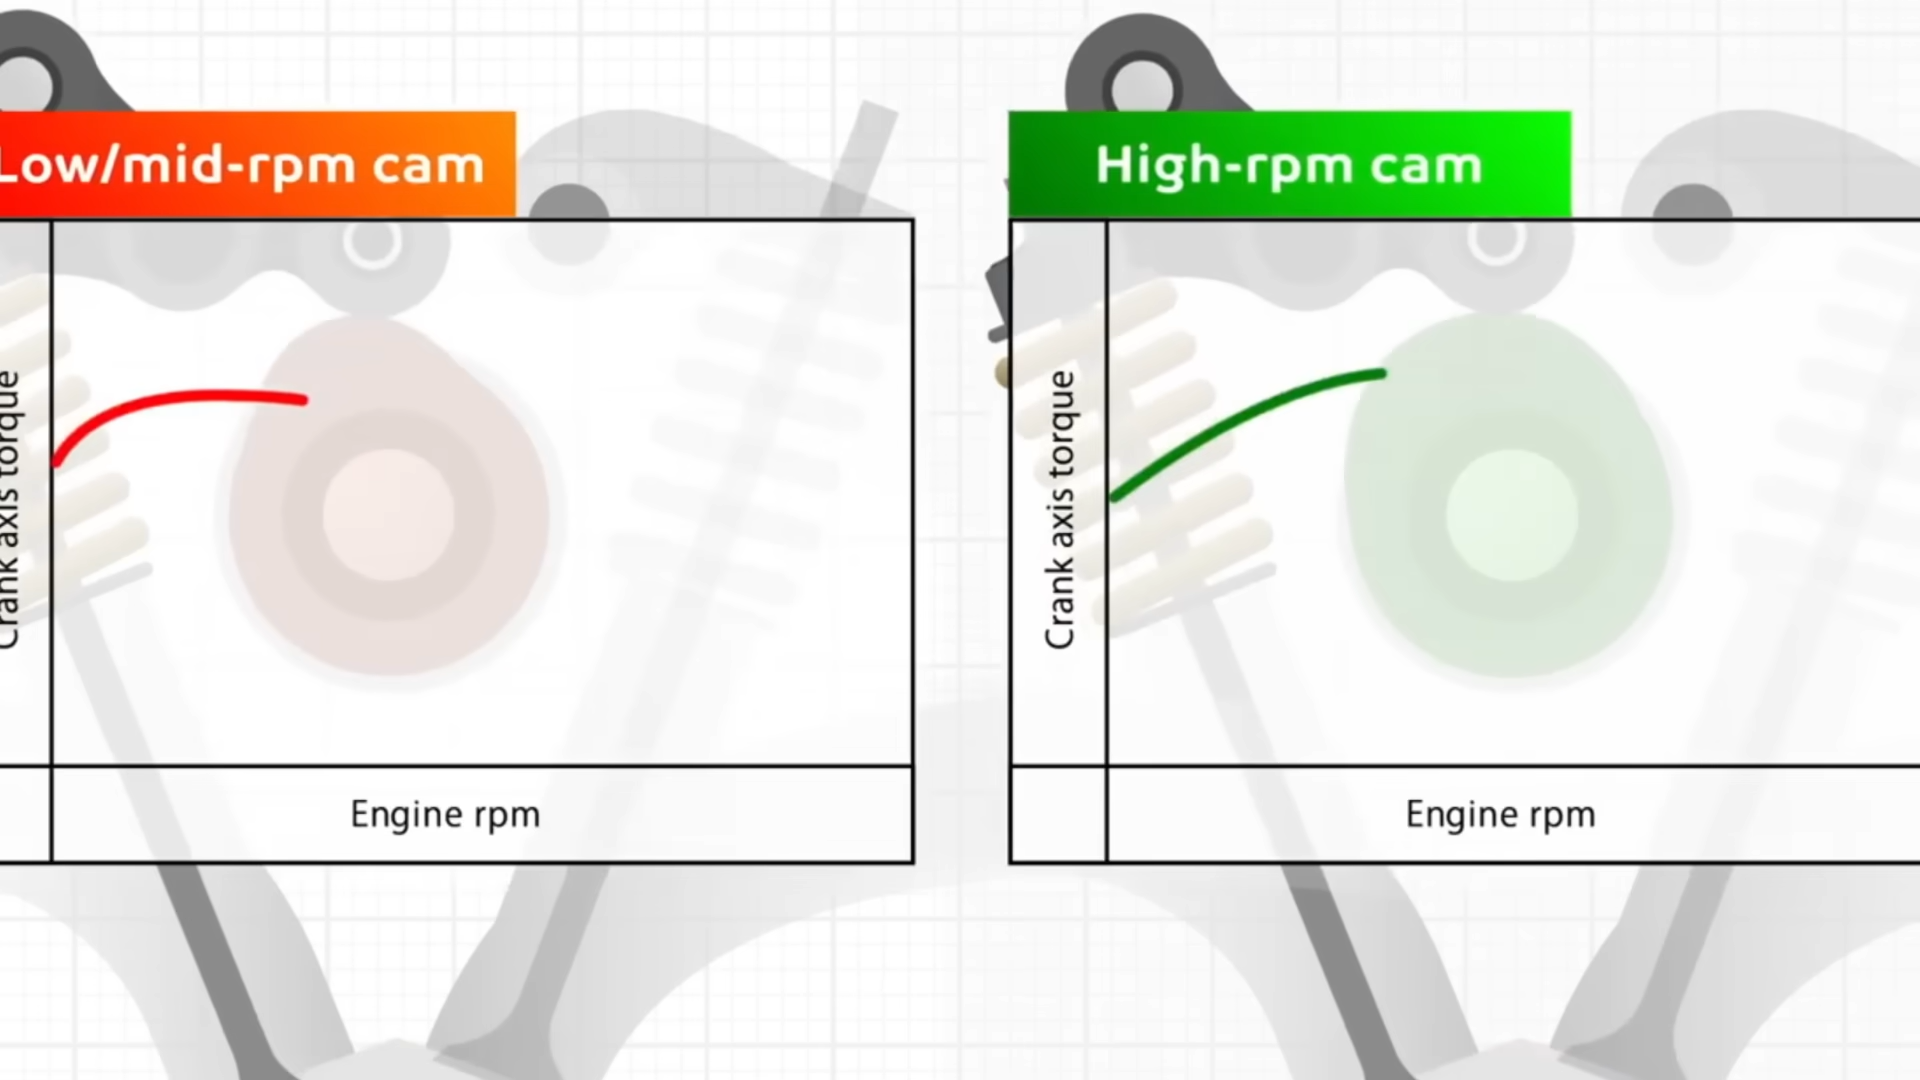 Low/mid-rpm cam
Crank axis torque
Engine rpm
High-rpm cam
Crank axis torque
Engine rpm